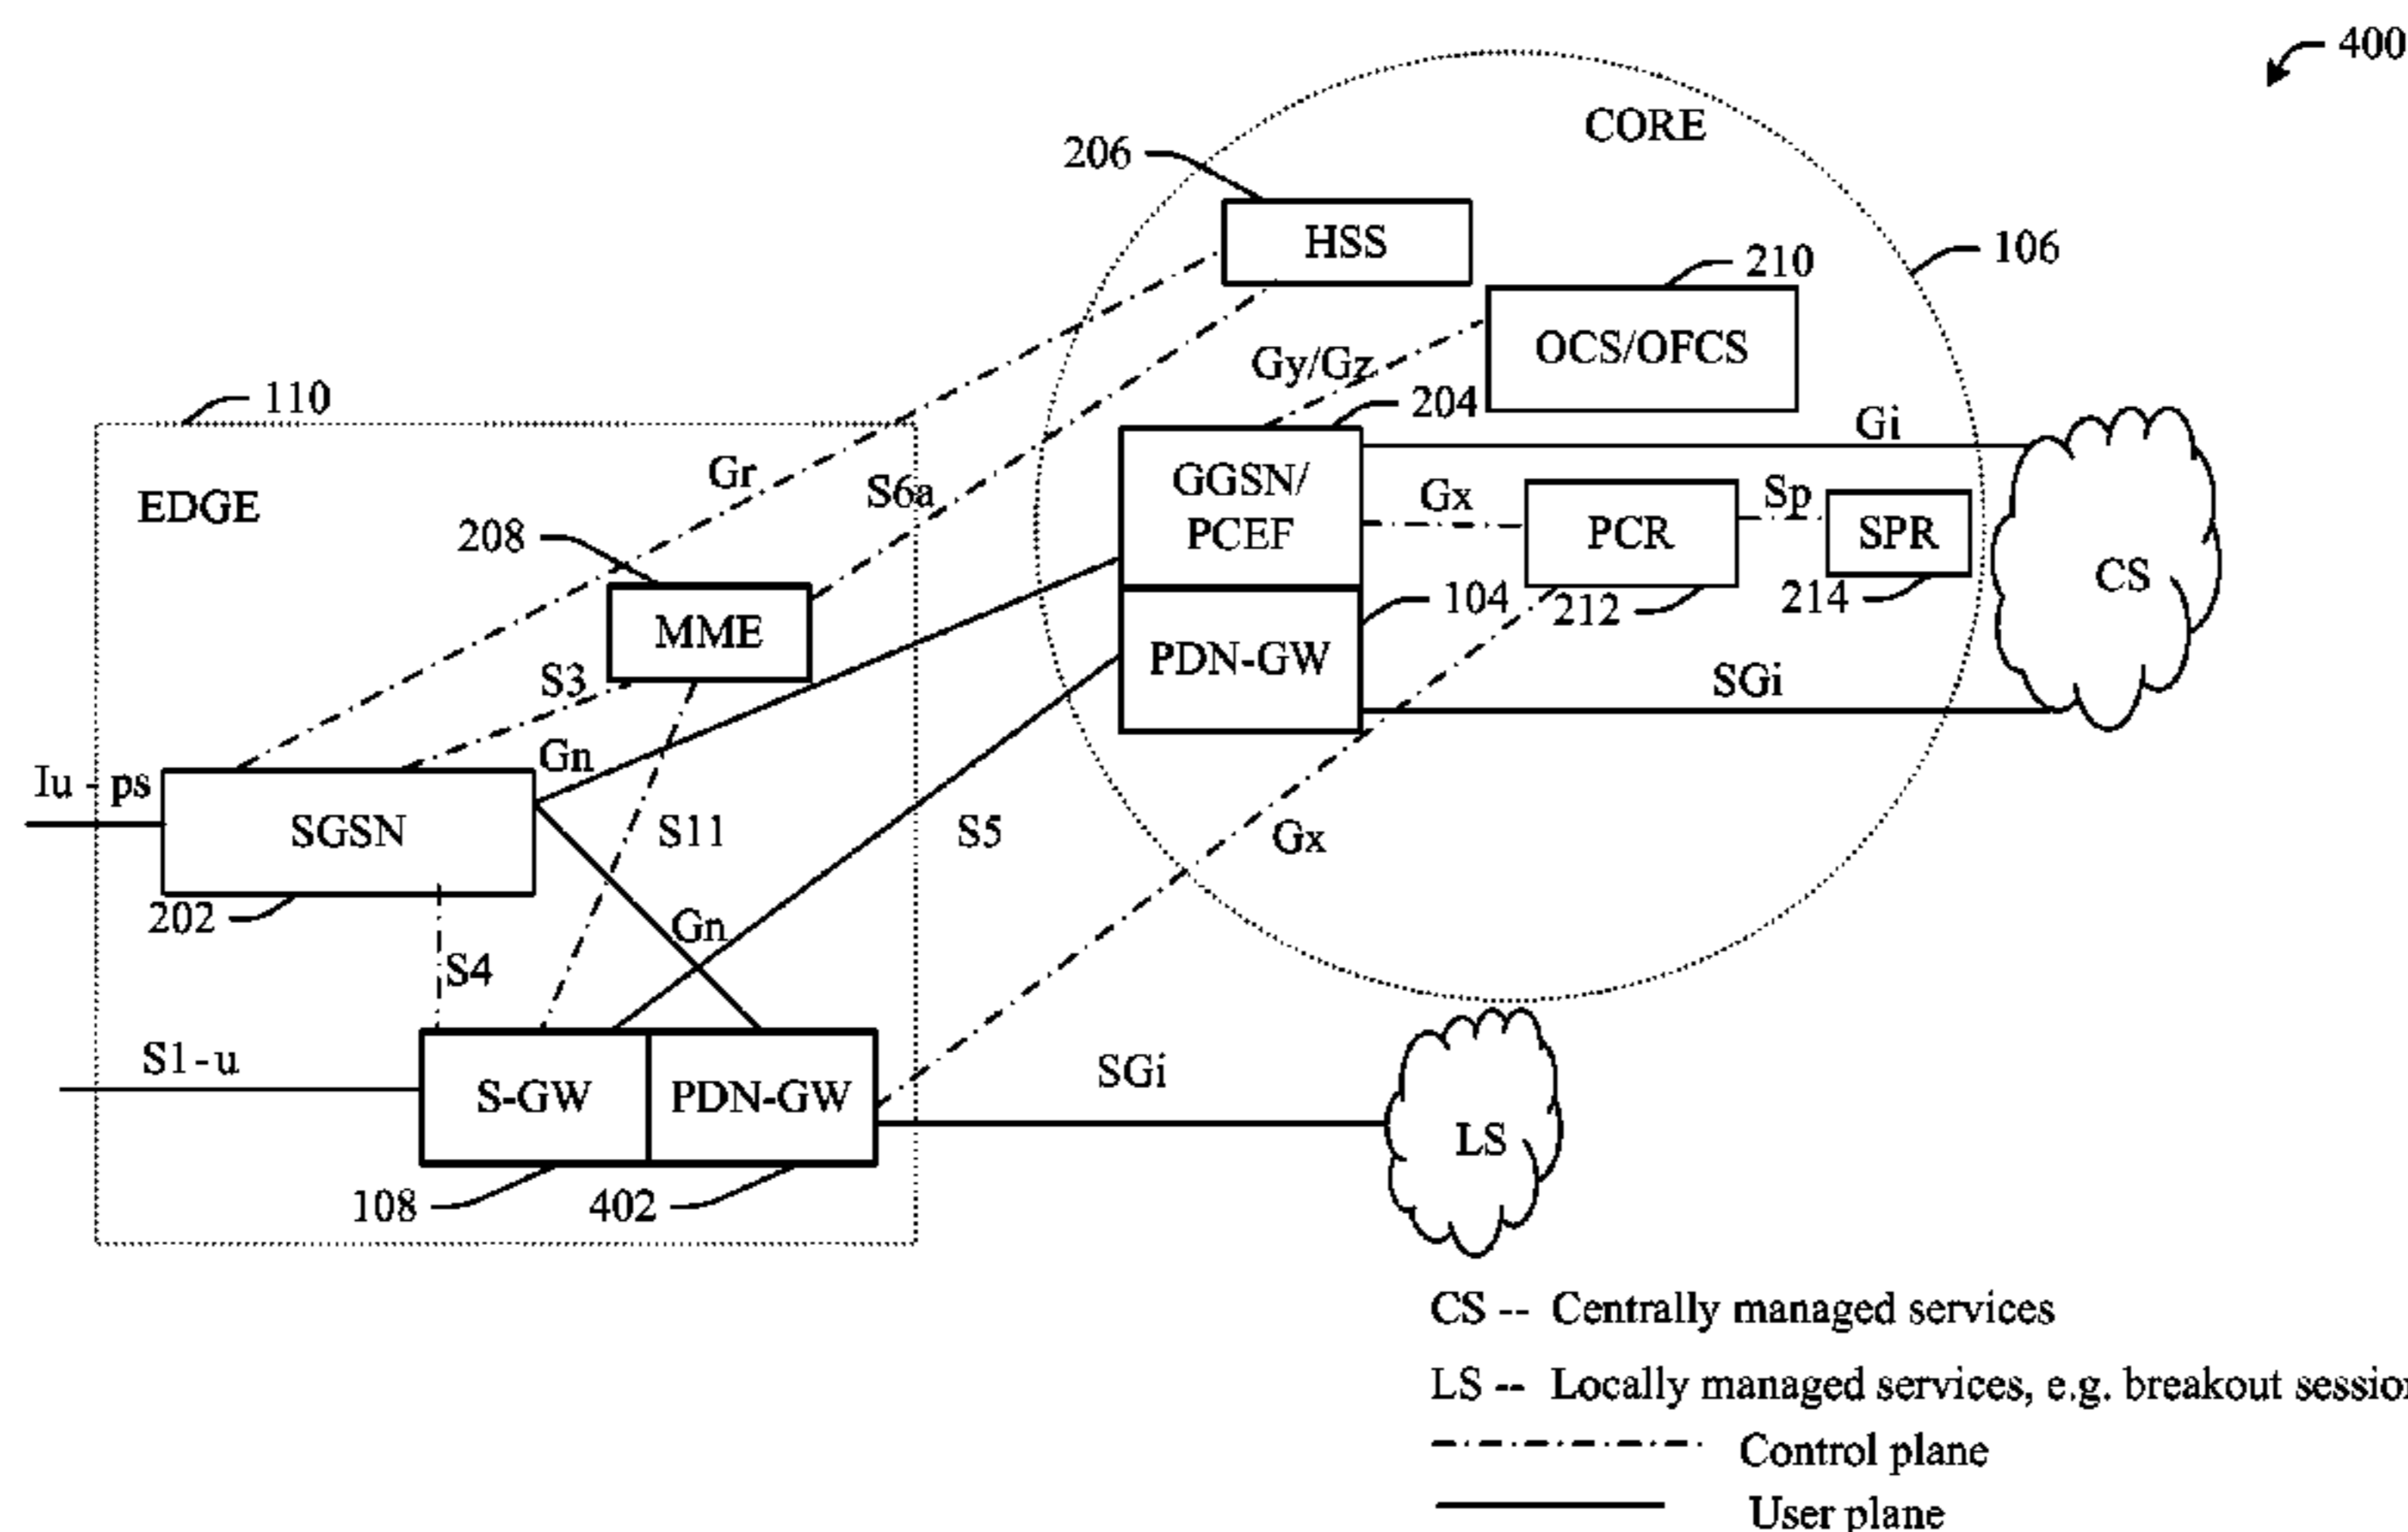 400
CORE
206
HSS
106
210
OCS/OFCS
Gy/Gz
204
110
Gi
GGSN/
PCEF
Gr
S6a
Gx
Sp
EDGE
208
PCR
SPR
CS
MME
104
212
214
PDN-GW
S3
SGi
Gn
Iu - ps
SGSN
S11
S5
Gx
202
Gn
S4
S1-u
SGi
S-GW
PDN-GW
LS
108
402
CS -- Centrally managed services
LS -- Locally managed services, e.g. breakout session
Control plane
User plane